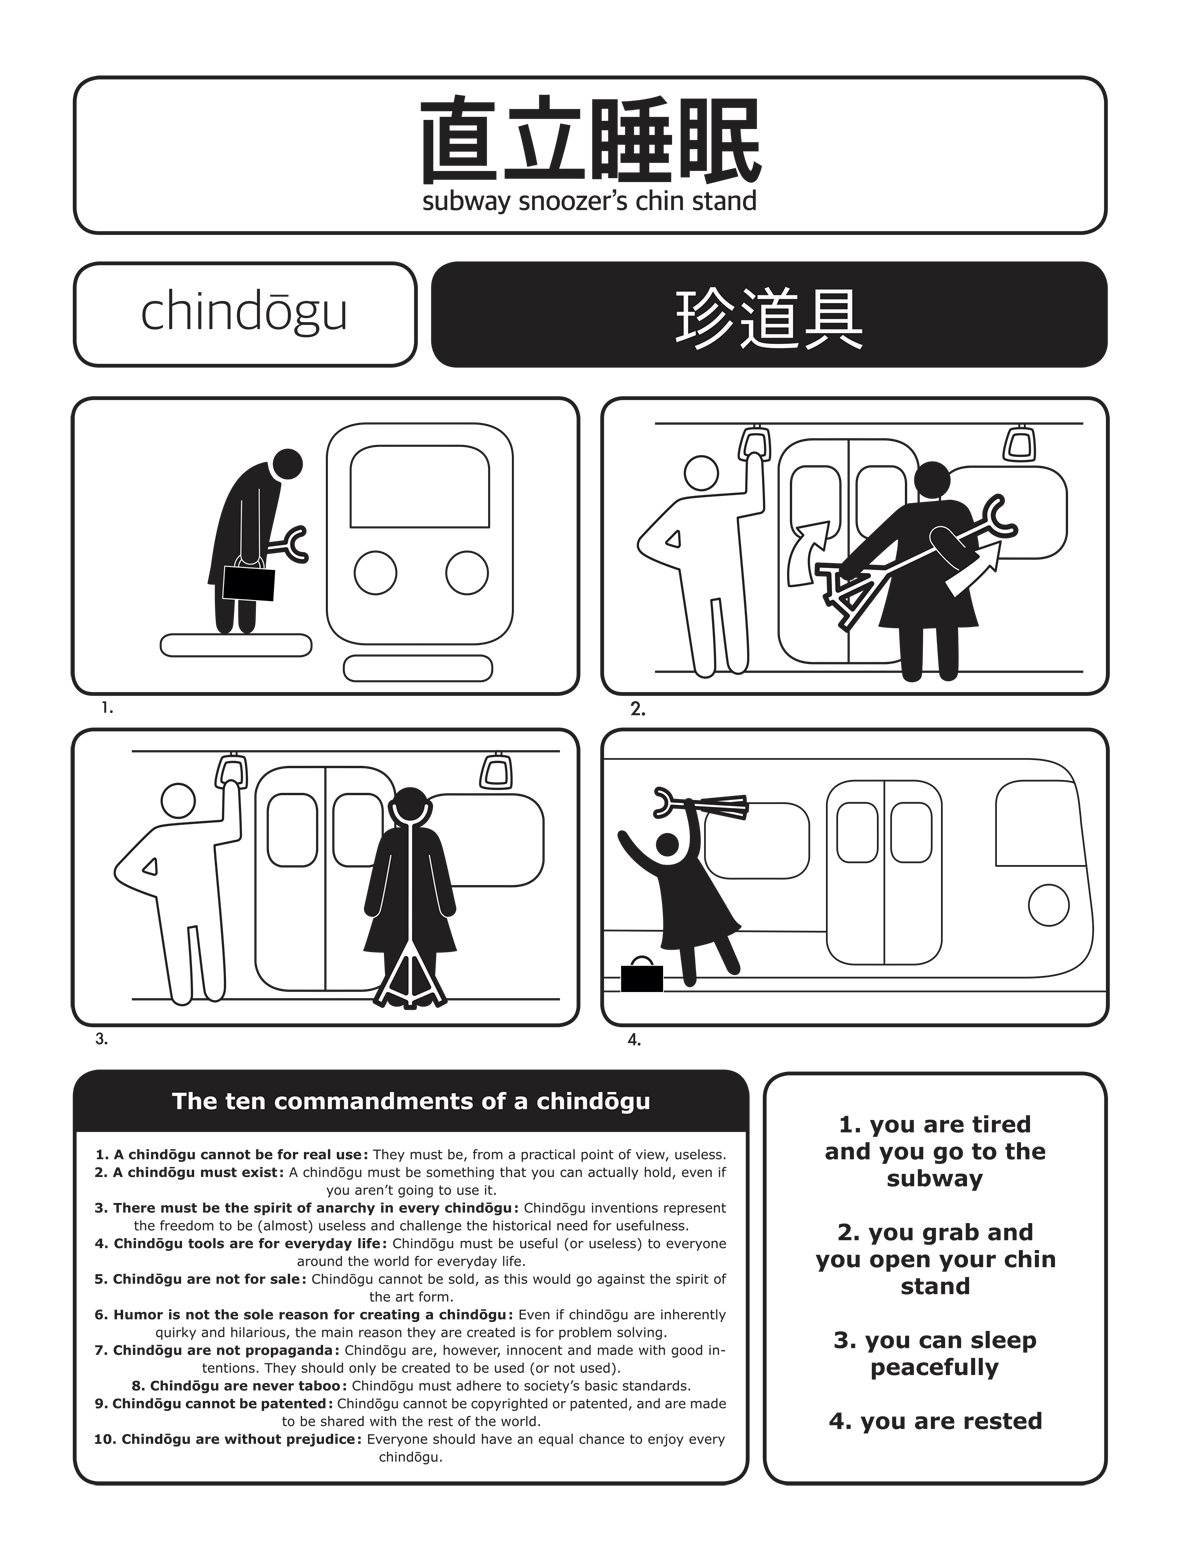 直立睡眠
subway snoozer’s chin stand
chindōgu
珍道具
1.
2.
3.
4.
The ten commandments of a chindōgu
1. A chindōgu cannot be for real use: They must be, from a practical point of view, useless.
2. A chindōgu must exist: A chindōgu must be something that you can actually hold, even if
you aren’t going to use it.
3. There must be the spirit of anarchy in every chindōgu: Chindōgu inventions represent
the freedom to be (almost) useless and challenge the historical need for usefulness.
4. Chindōgu tools are for everyday life: Chindōgu must be useful (or useless) to everyone
around the world for everyday life.
5. Chindōgu are not for sale: Chindōgu cannot be sold, as this would go against the spirit of
the art form.
6. Humor is not the sole reason for creating a chindōgu: Even if chindōgu are inherently
quirky and hilarious, the main reason they are created is for problem solving.
7. Chindōgu are not propaganda: Chindōgu are, however, innocent and made with good in-
tentions. They should only be created to be used (or not used).
8. Chindōgu are never taboo: Chindōgu must adhere to society’s basic standards.
9. Chindōgu cannot be patented: Chindōgu cannot be copyrighted or patented, and are made
to be shared with the rest of the world.
10. Chindōgu are without prejudice: Everyone should have an equal chance to enjoy every
chindōgu.
1. you are tired
and you go to the
subway
2. you grab and
you open your chin
stand
3. you can sleep
peacefully
4. you are rested